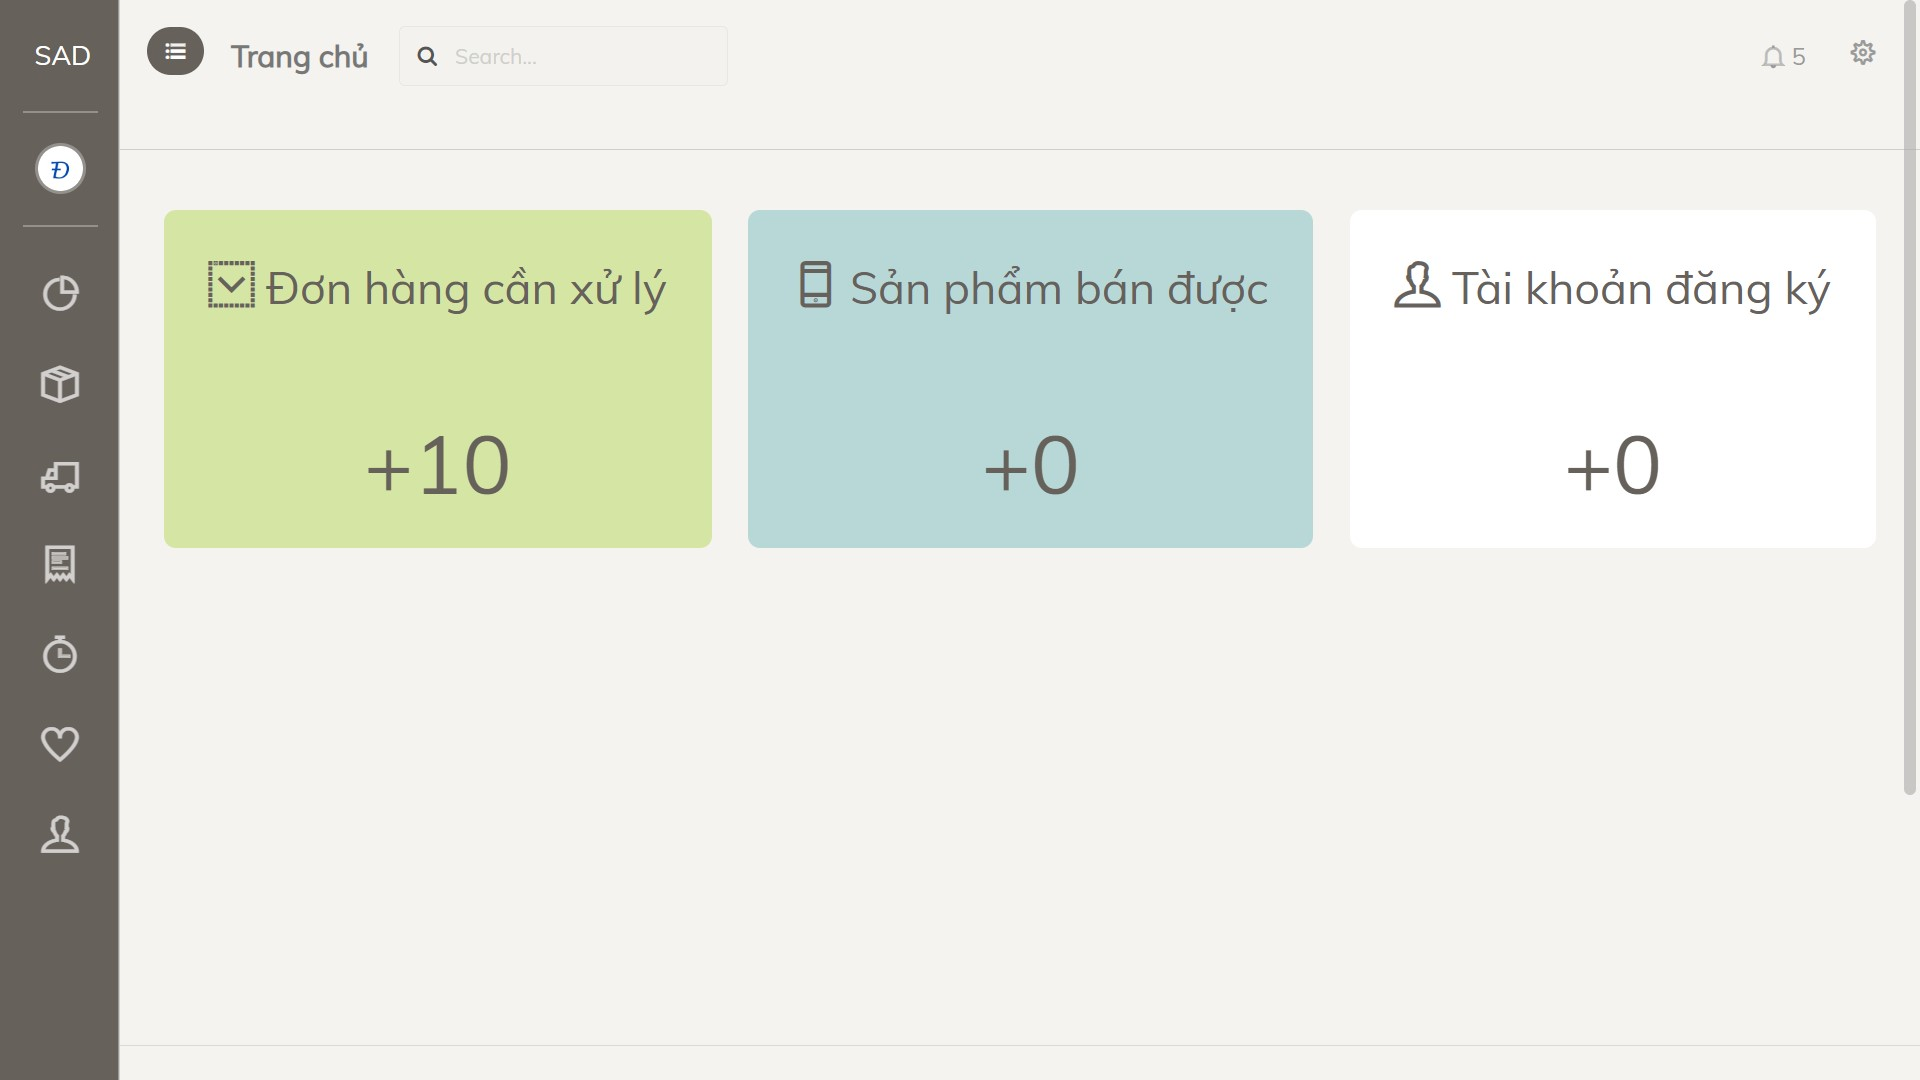 SAD
Đ
Trang chủ
Search...
5
Đơn hàng cần xử lý
+10
Sản phẩm bán được
+0
Tài khoản đăng ký
+0